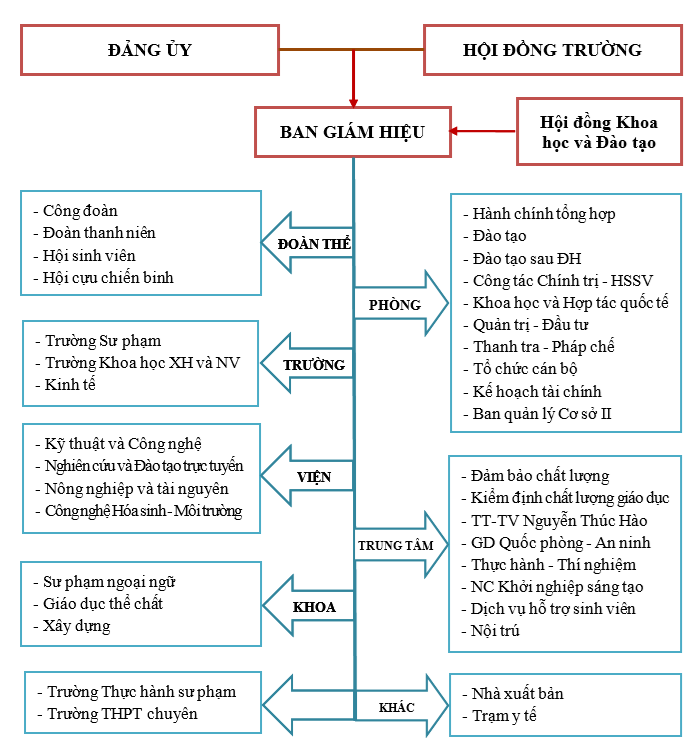 ĐẢNG ỦY
HỘI ĐỒNG TRƯỜNG
BAN GIÁM HIỆU
Hội đồng Khoa
học và Đào tạo
- Công đoàn
- Đoàn thanh niên
- Hội sinh viên
- Hội cựu chiến binh
ĐOÀN THỂ
- Hành chính tổng hợp
- Đào tạo
- Đào tạo sau ĐH
- Công tác Chính trị - HSSV
- Khoa học và Hợp tác quốc tế
- Quản trị - Đầu tư
- Thanh tra - Pháp chế
- Tổ chức cán bộ
- Kế hoạch tài chính
- Ban quản lý Cơ sở II
PHÒNG
- Trường Sư phạm
- Trường Khoa học XH và NV
- Kinh tế
TRƯỜNG
- Kỹ thuật và Công nghệ
- Nghiên cứu và Đào tạo trực tuyến
- Nông nghiệp và tài nguyên
- Công nghệ Hóa sinh - Môi trường
VIỆN
- Đảm bảo chất lượng
- Kiểm định chất lượng giáo dục
- TT-TV Nguyễn Thúc Hào
- GD Quốc phòng - An ninh
- Thực hành - Thí nghiệm
- NC Khởi nghiệp sáng tạo
- Dịch vụ hỗ trợ sinh viên
- Nội trú
TRUNG TÂM
- Sư phạm ngoại ngữ
- Giáo dục thể chất
- Xây dựng
KHOA
- Trường Thực hành sư phạm
- Trường THPT chuyên
KHÁC
- Nhà xuất bản
- Trạm y tế